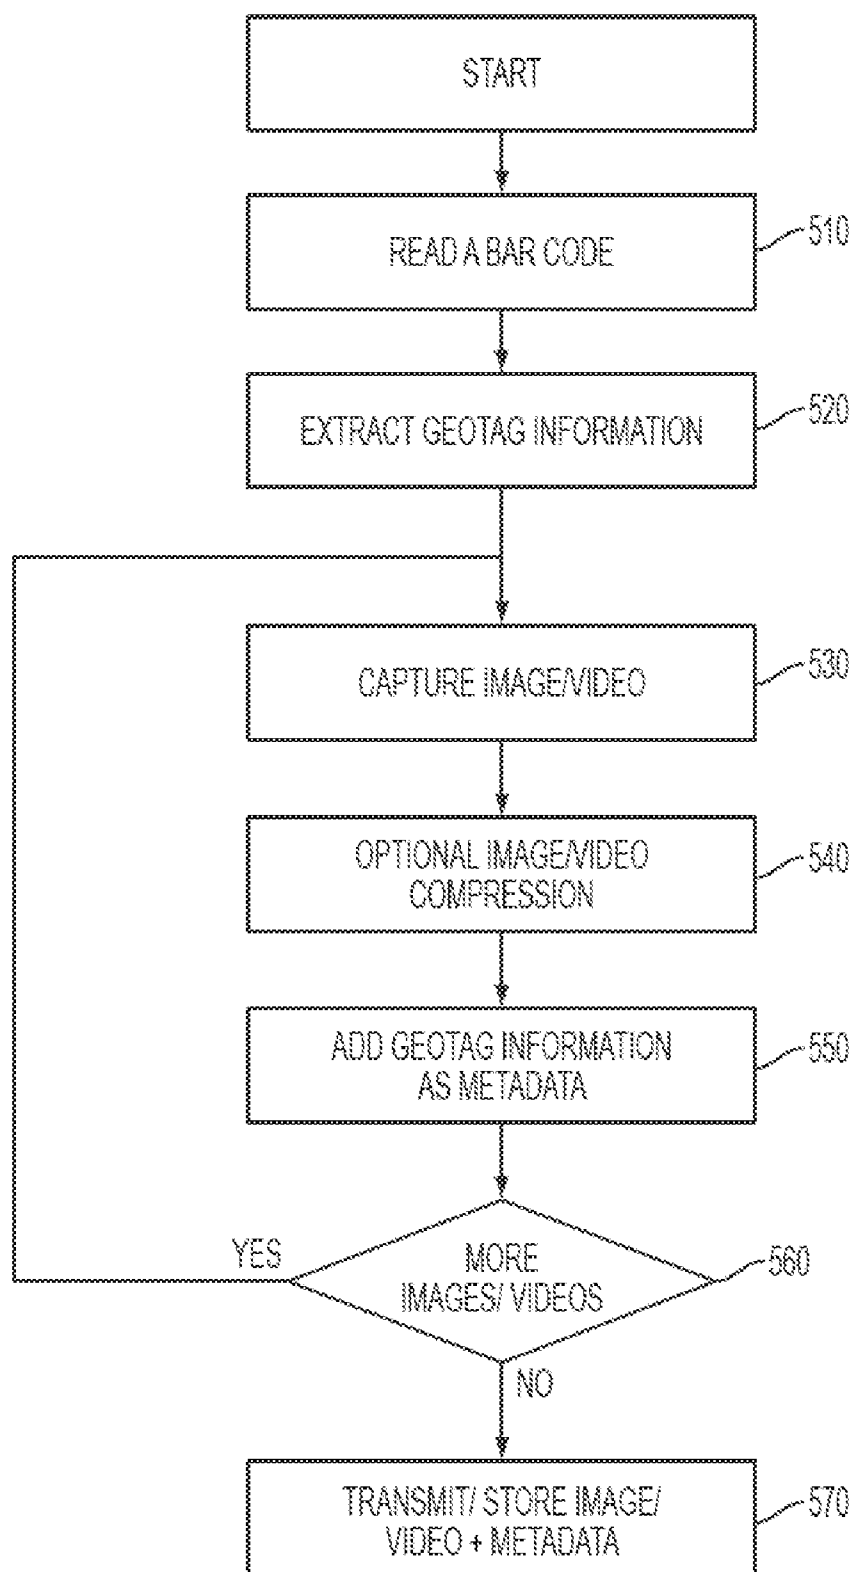 START
READ A BAR CODE
510
EXTRACT GEOTAG INFORMATION
520
CAPTURE IMAGE/VIDEO
530
OPTIONAL IMAGE/VIDEO
COMPRESSION
540
ADD GEOTAG INFORMATION
AS METADATA
550
YES
MORE
IMAGES/ VIDEOS
560
NO
TRANSMIT/ STORE IMAGE/
VIDEO + METADATA
570